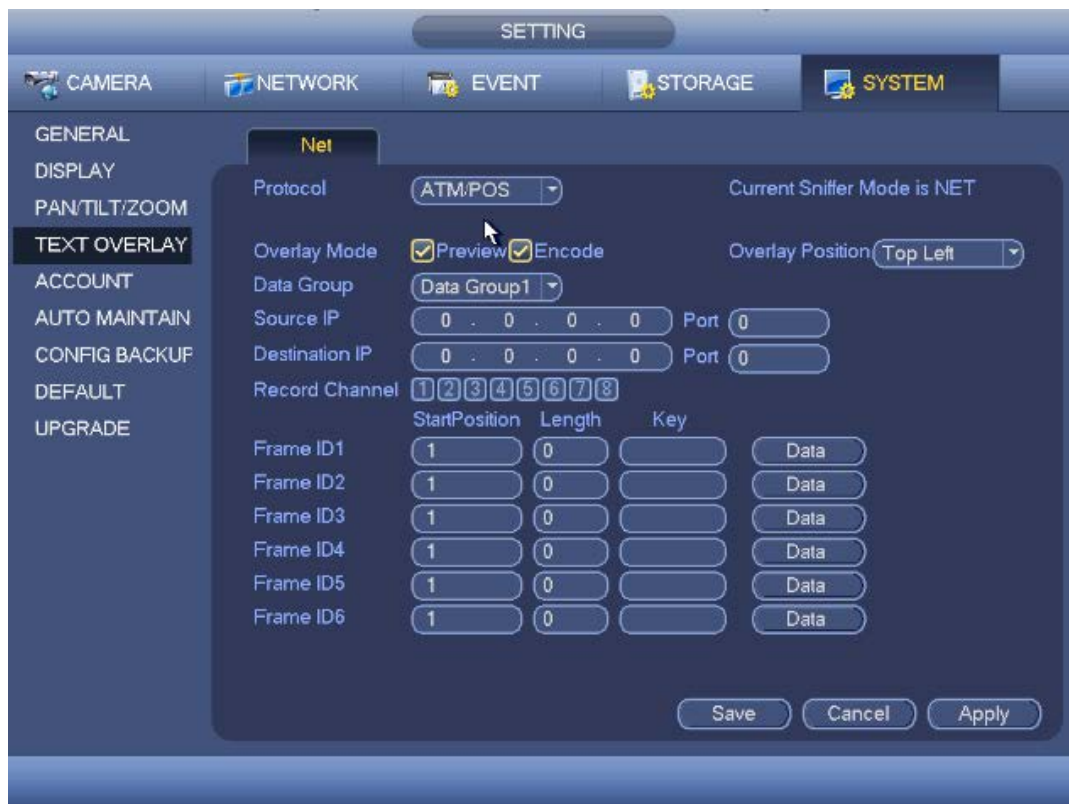 SETTING
CAMERA NETWORK EVENT STORAGE SYSTEM
GENERAL
DISPLAY
PAN/TILT/ZOOM
TEXT OVERLAY
ACCOUNT
AUTO MAINTAIN
CONFIG BACKUF
DEFAULT
UPGRADE
Net
Protocol ATM/POS Current Sniffer Mode is NET
Overlay Mode Preview Encode Overlay Position Top Left
Data Group Data Group1
Source IP 0 . 0 . 0 . 0 Port 0
Destination IP 0 . 0 . 0 . 0 Port 0
Record Channel 1 2 3 4 5 6 7 8
StartPosition Length Key
Frame ID1 1 0 Data
Frame ID2 1 0 Data
Frame ID3 1 0 Data
Frame ID4 1 0 Data
Frame ID5 1 0 Data
Frame ID6 1 0 Data
Save Cancel Apply